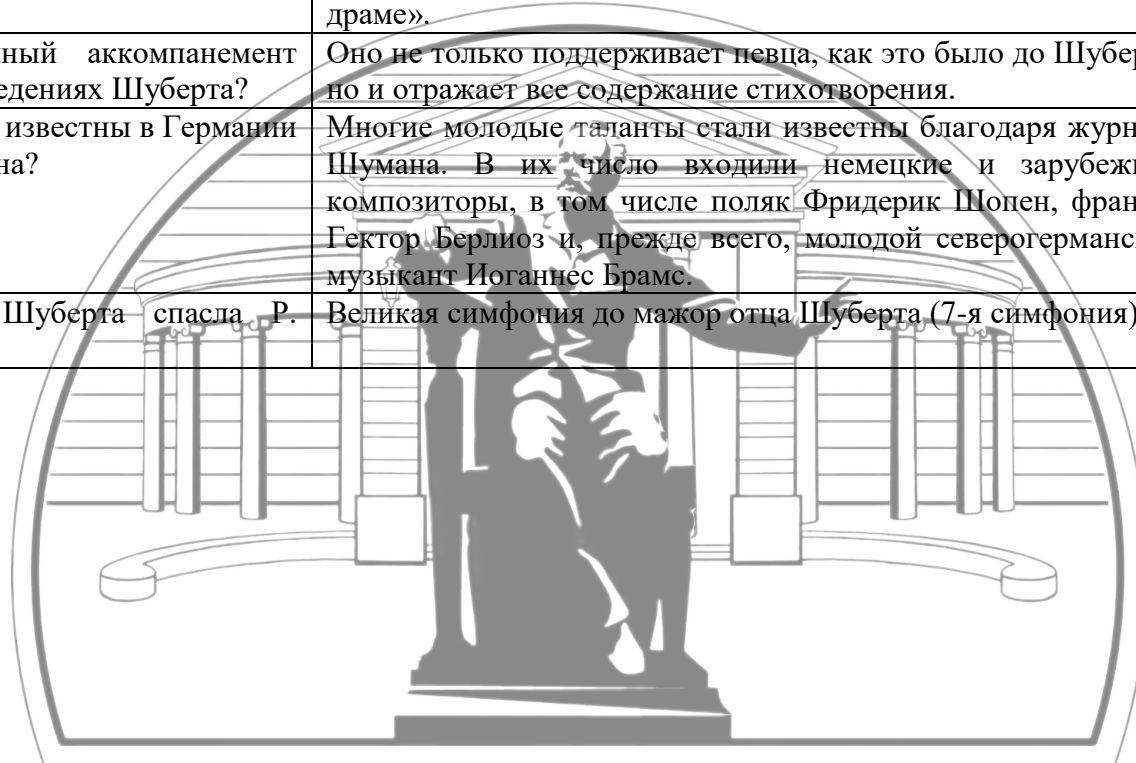 драме».
ный аккомпанемент
едениях Шуберта?
Оно не только поддерживает певца, как это было до Шубер
но и отражает все содержание стихотворения.
известны в Германии
на?
Многие молодые таланты стали известны благодаря журн
Шумана. В их число входили немецкие и зарубежн
композиторы, в том числе поляк Фридерик Шопен, фран
Гектор Берлиоз и, прежде всего, молодой северогерманс
музыкант Иоганнес Брамс.
Шуберта спасла Р.
Великая симфония до мажор отца Шуберта (7-я симфония)